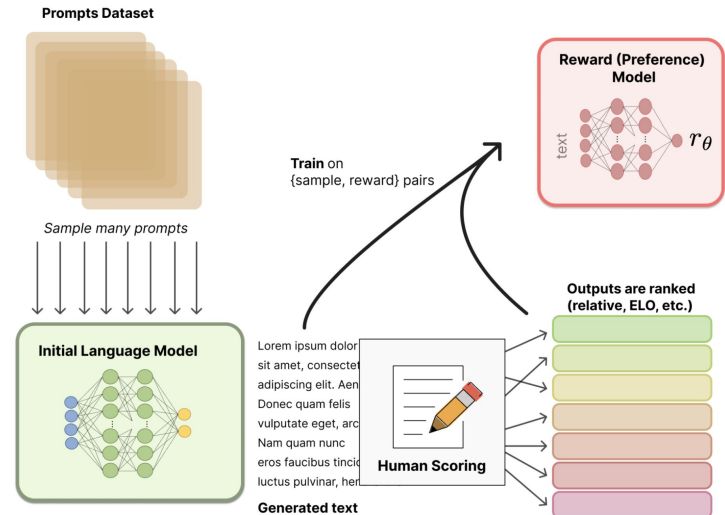 Prompts Dataset
Sample many prompts
Initial Language Model
Train on
{sample, reward} pairs
Reward (Preference)
Model
text
rθ
Outputs are ranked
(relative, ELO, etc.)
Lorem ipsum dolor
sit amet, consectet
adipiscing elit. Aen
Donec quam felis
vulputate eget, arc
Nam quam nunc
eros faucibus tincid
luctus pulvinar, her
Human Scoring
Generated text